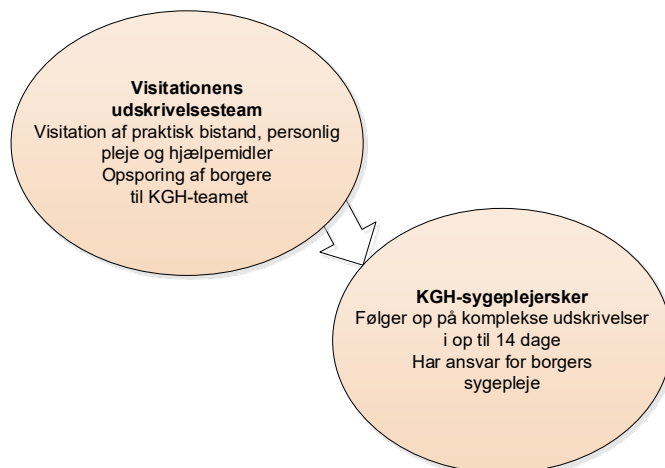 Visitationens
udskrivelsesteam
Visitation af praktisk bistand, personlig
pleje og hjælpemidler
Opsporing af borgere
til KGH-teamet
KGH-sygeplejersker
Følger op på komplekse udskrivelser
i op til 14 dage
Har ansvar for borgers
sygepleje